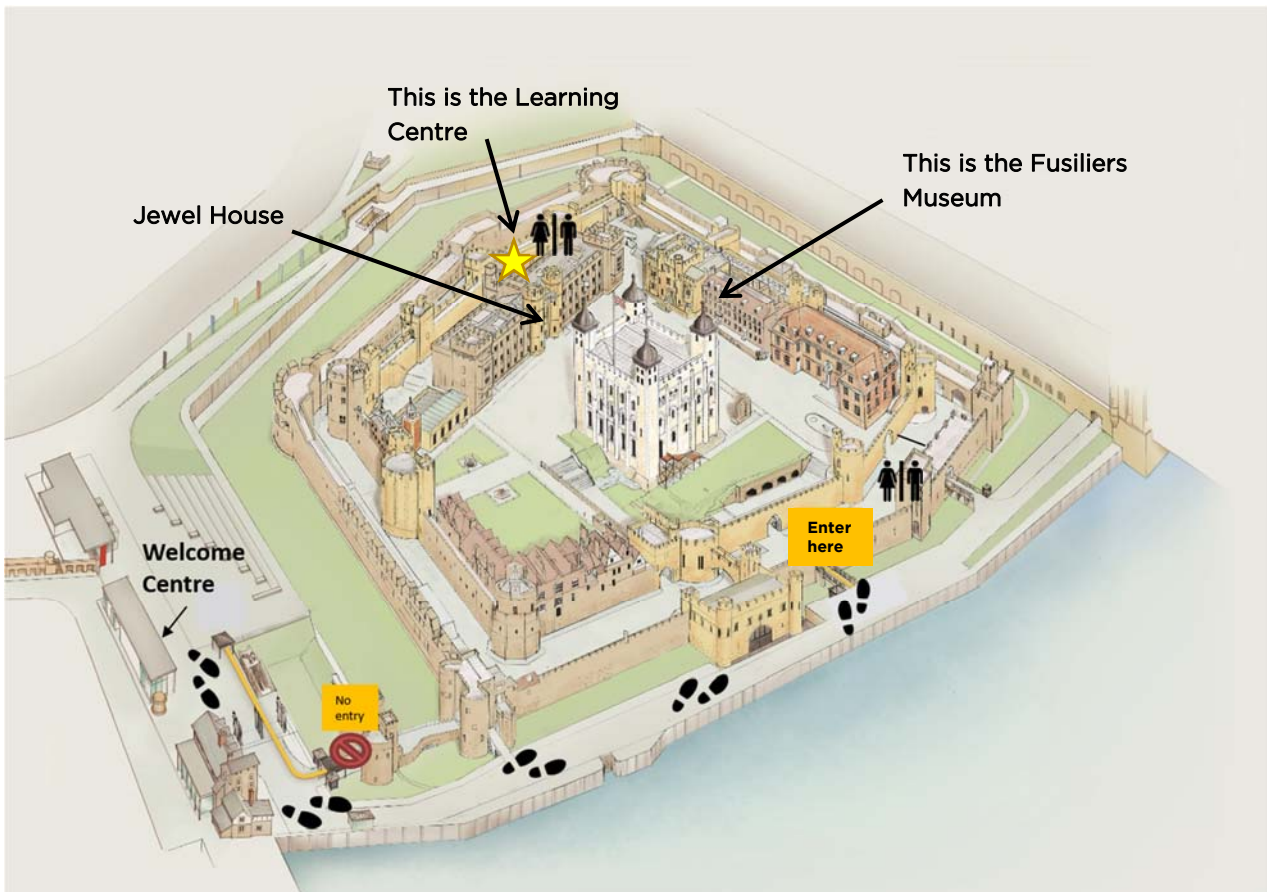 This is the Learning
Centre
This is the Fusiliers
Museum
Jewel House
Enter
here
Welcome
Centre
No
entry